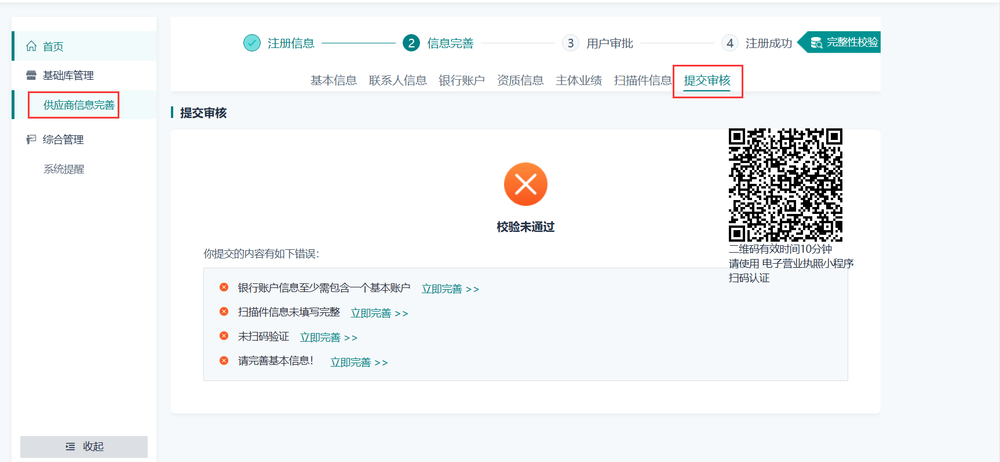 首页
基础库管理
供应商信息完善
综合管理
系统提醒
收起
注册信息 2 信息完善 3 用户审批 4 注册成功 完整性校验
基本信息 联系人信息 银行账户 资质信息 主体业绩 扫描件信息 提交审核
提交审核
校验未通过
二维码有效时间10分钟
请使用 电子营业执照小程序
扫码认证
你提交的内容有如下错误：
银行账户信息至少需包含一个基本账户 立即完善 >>
扫描件信息未填写完整 立即完善 >>
未扫码验证 立即完善 >>
请完善基本信息！ 立即完善 >>